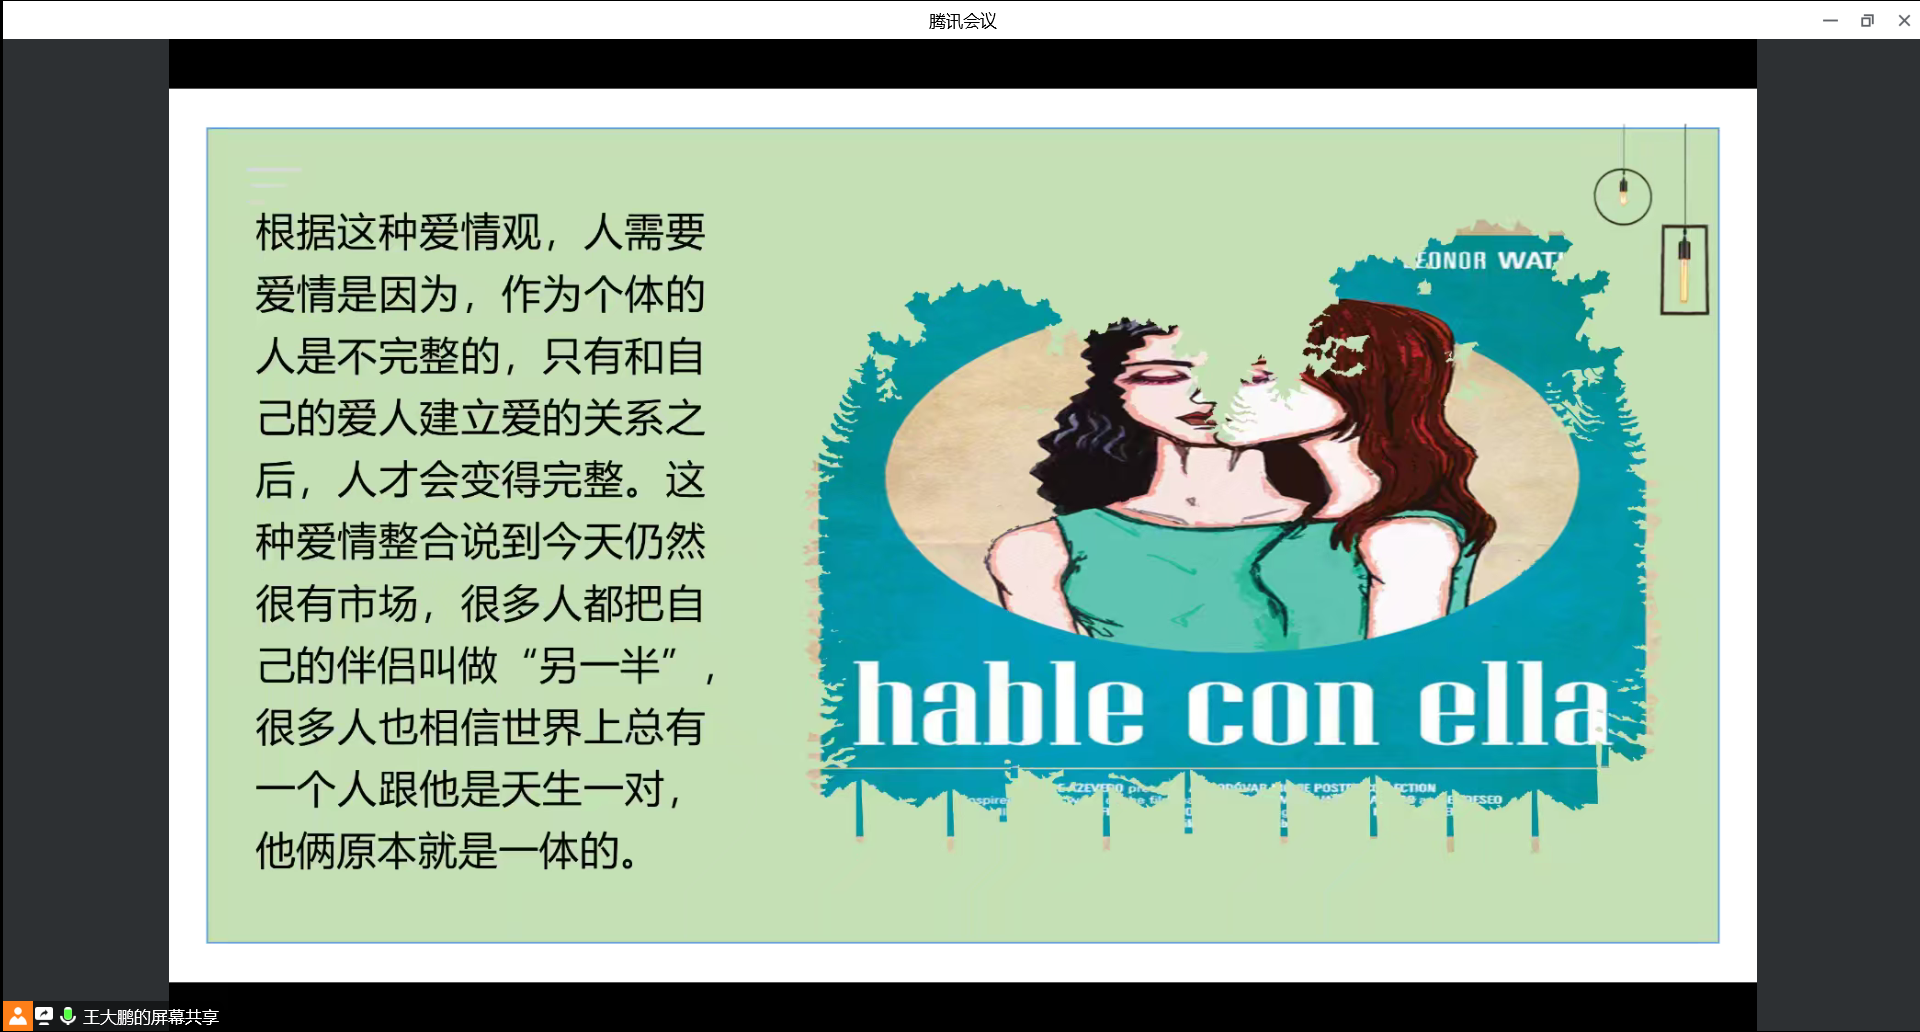 腾讯会议
根据这种爱情观，人需要
爱情是因为，作为个体的
人是不完整的，只有和自
己的爱人建立爱的关系之
后，人才会变得完整。这
种爱情整合说到今天仍然
很有市场，很多人都把自
己的伴侣叫做“另一半”，
很多人也相信世界上总有
一个人跟他是天生一对，
他俩原本就是一体的。
EONOR WAT
hable con ella
AZEVEDO
王大鹏的屏幕共享